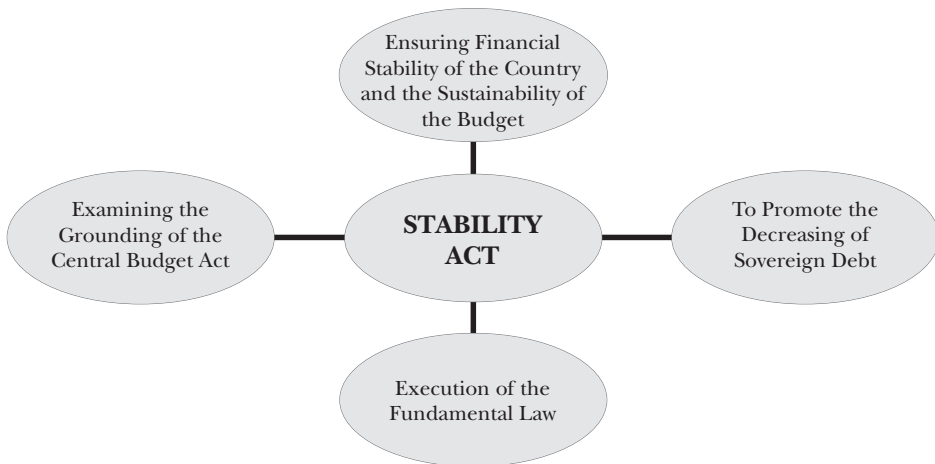 Ensuring Financial
Stability of the Country
and the Sustainability of
the Budget
Examining the
Grounding of the
Central Budget Act
STABILITY
ACT
To Promote the
Decreasing of
Sovereign Debt
Execution of the
Fundamental Law